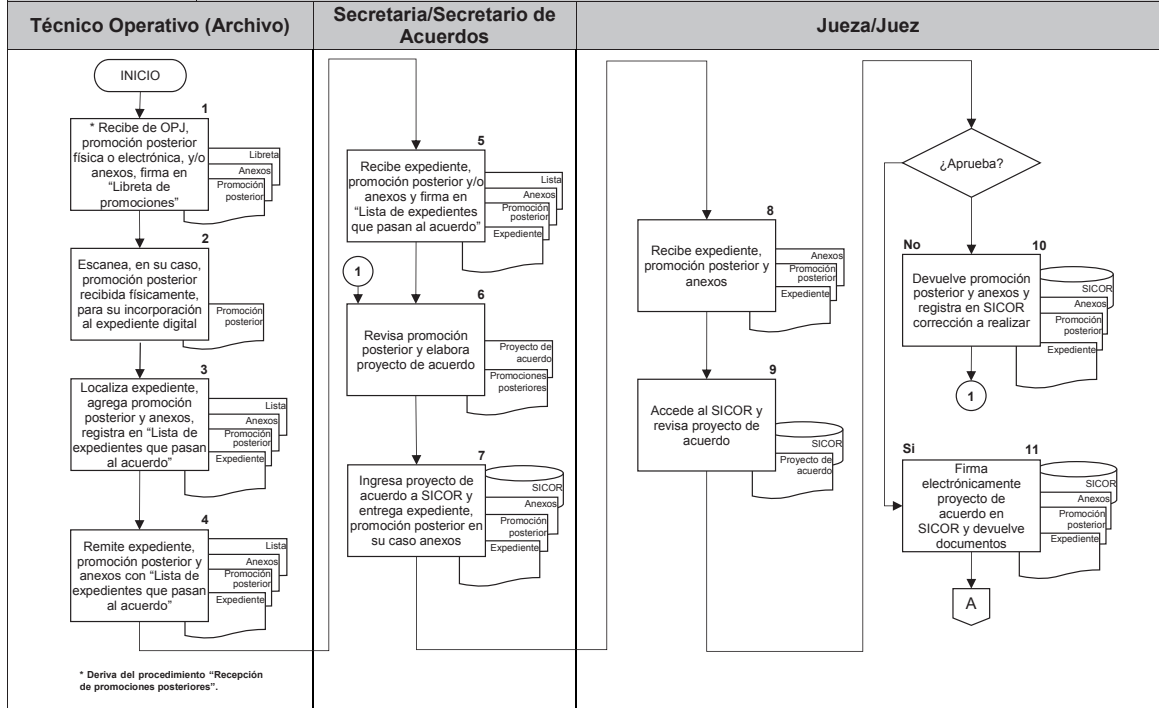 Técnico Operativo (Archivo)
Secretaria/Secretario de
Acuerdos
Jueza/Juez
INICIO
1
* Recibe de OPJ,
promoción posterior
física o electrónica, y/o
anexos, firma en
“Libreta de
promociones”
Libreta
Anexos
Promoción
posterior
2
Escanea, en su caso,
promoción posterior
recibida físicamente,
para su incorporación
al expediente digital
Promoción
posterior
3
Localiza expediente,
agrega promoción
posterior y anexos,
registra en “Lista de
expedientes que pasan
al acuerdo”
Lista
Anexos
Promoción
posterior
Expediente
4
Remite expediente,
promoción posterior y
anexos con “Lista de
expedientes que pasan
al acuerdo”
Lista
Anexos
Promoción
posterior
Expediente
* Deriva del procedimiento “Recepción
de promociones posteriores”.
5
Recibe expediente,
promoción posterior y/o
anexos y firma en
“Lista de expedientes
que pasan al acuerdo”
Lista
Anexos
Promoción
posterior
Expediente
1
6
Revisa promoción
posterior y elabora
proyecto de acuerdo
Proyecto de
acuerdo
Promociones
posteriores
7
Ingresa proyecto de
acuerdo a SICOR y
entrega expediente,
promoción posterior en
su caso anexos
SICOR
Anexos
Promoción
posterior
Expediente
8
Recibe expediente,
promoción posterior y
anexos
Anexos
Promoción
posterior
Expediente
9
Accede al SICOR y
revisa proyecto de
acuerdo
SICOR
Proyecto de
acuerdo
¿Aprueba?
No
10
Devuelve promoción
posterior y anexos y
registra en SICOR
corrección a realizar
SICOR
Anexos
Promoción
posterior
Expediente
1
Si
11
Firma
electrónicamente
proyecto de
acuerdo en
SICOR y devuelve
documentos
SICOR
Anexos
Promoción
posterior
Expediente
A